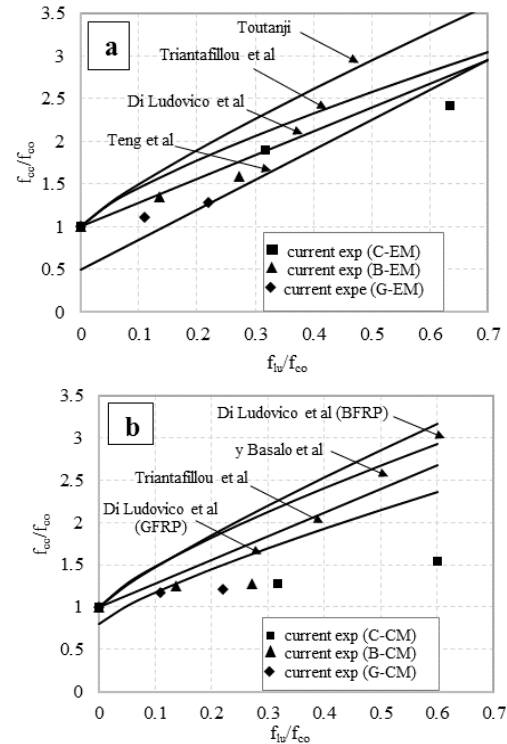 3.5
a
Toutanji
3
Triantafillou et al
2.5
Di Ludovico et al
2
Teng et al
1.5
fcc/fco
1
current exp (C-EM)
0.5
current exp (B-EM)
current expe (G-EM)
0
0 0.1 0.2 0.3 0.4 0.5 0.6 0.7
flu/fco
3.5
b
Di Ludovico et al (BFRP)
3
y Basalo et al
2.5
Triantafillou et al
2
Di Ludovico et al
(GFRP)
1.5
fcc/fco
1
current exp (C-CM)
0.5
current exp (B-CM)
current exp (G-CM)
0
0 0.1 0.2 0.3 0.4 0.5 0.6 0.7
flu/fco